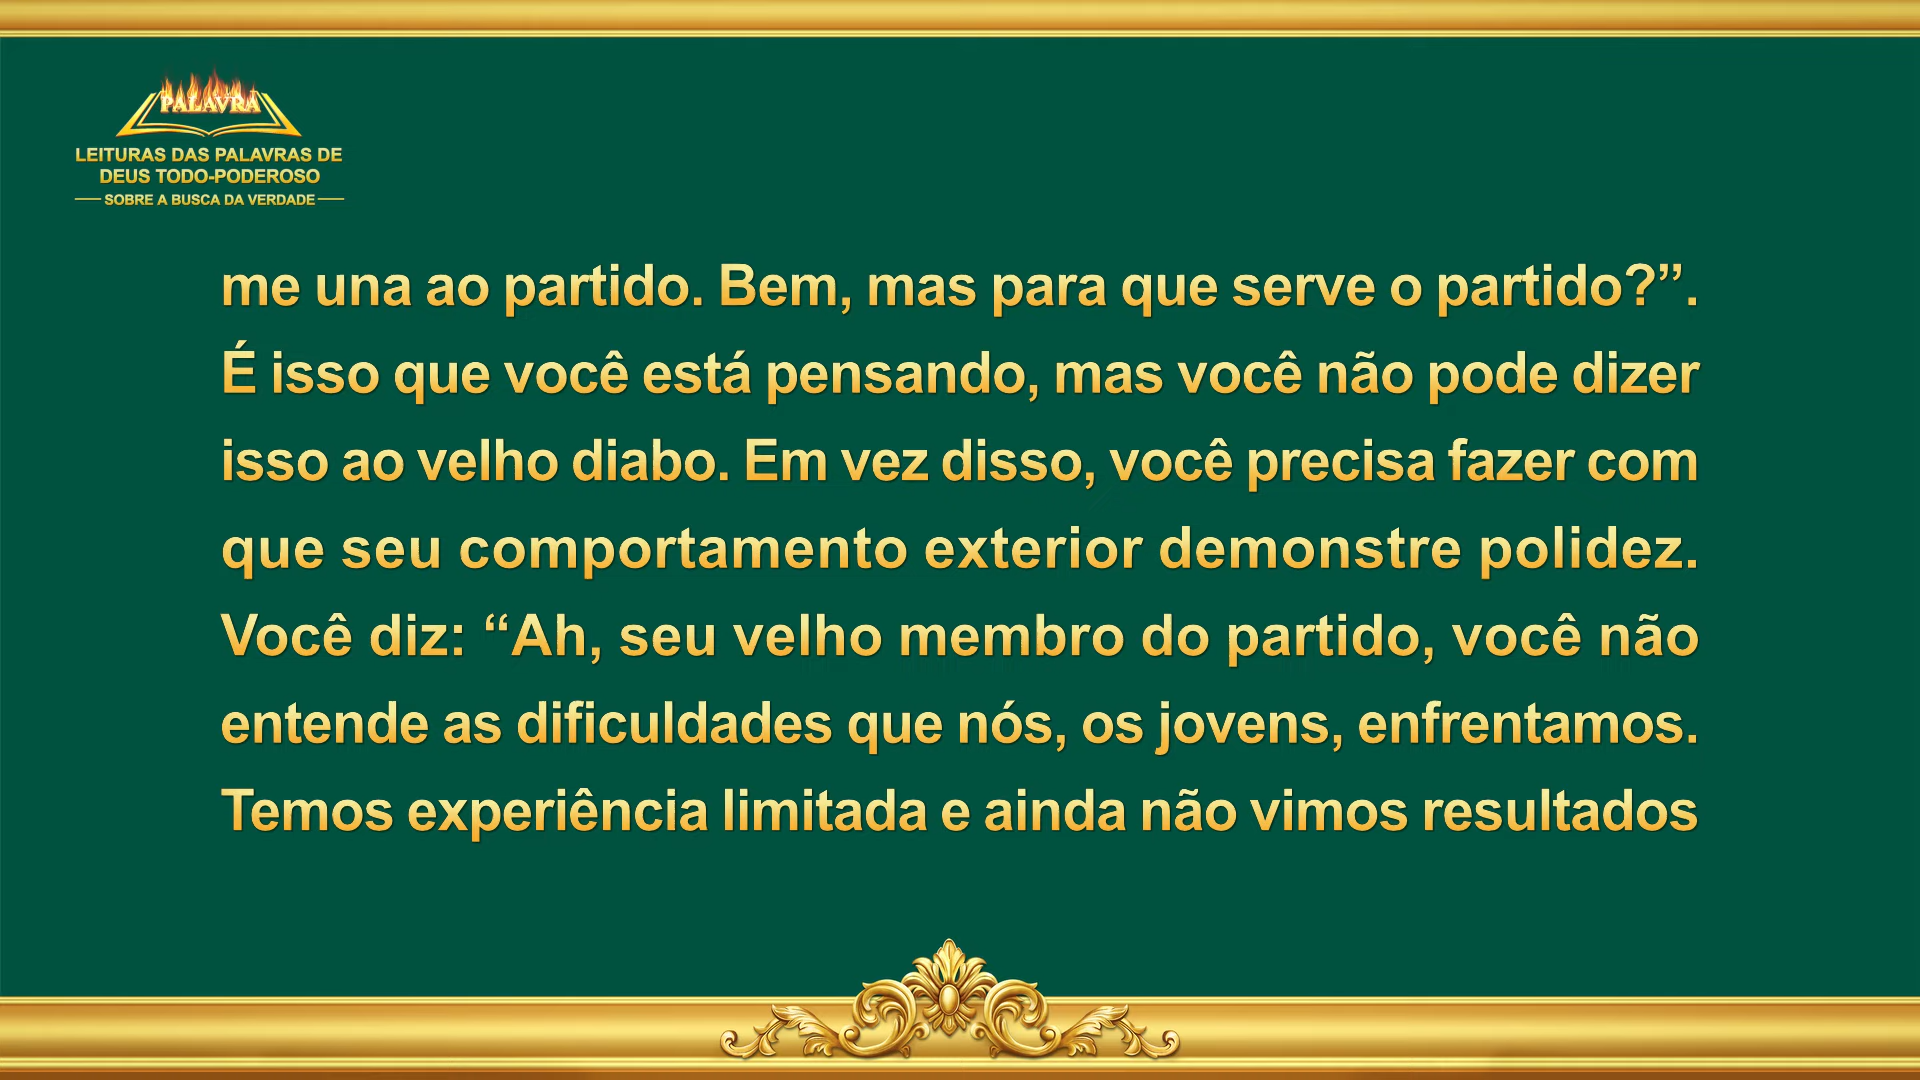 PALAVRA
LEITURAS DAS PALAVRAS DE
DEUS TODO-PODEROSO
SOBRE A BUSCA DA VERDADE
me una ao partido. Bem, mas para que serve o partido?”.
É isso que você está pensando, mas você não pode dizer
isso ao velho diabo. Em vez disso, você precisa fazer com
que seu comportamento exterior demonstre polidez.
Você diz: “Ah, seu velho membro do partido, você não
entende as dificuldades que nós, os jovens, enfrentamos.
Temos experiência limitada e ainda não vimos resultados